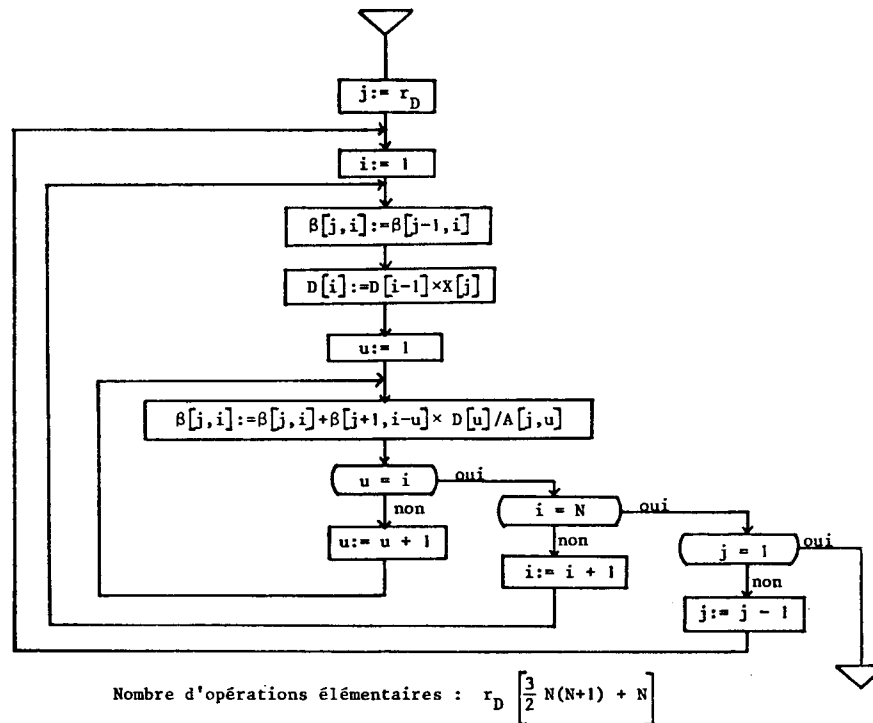 j:= r_D
i:= 1
β[j,i]:=β[j-1,i]
D[i]:=D[i-1]×X[j]
u:= 1
β[j,i]:=β[j,i]+β[j+1,i-u]× D[u]/A[j,u]
u = i
oui
non
u:= u + 1
i = N
oui
non
i:= i + 1
j = 1
oui
non
j:= j - 1
Nombre d'opérations élémentaires : r_D [3/2 N(N+1) + N]